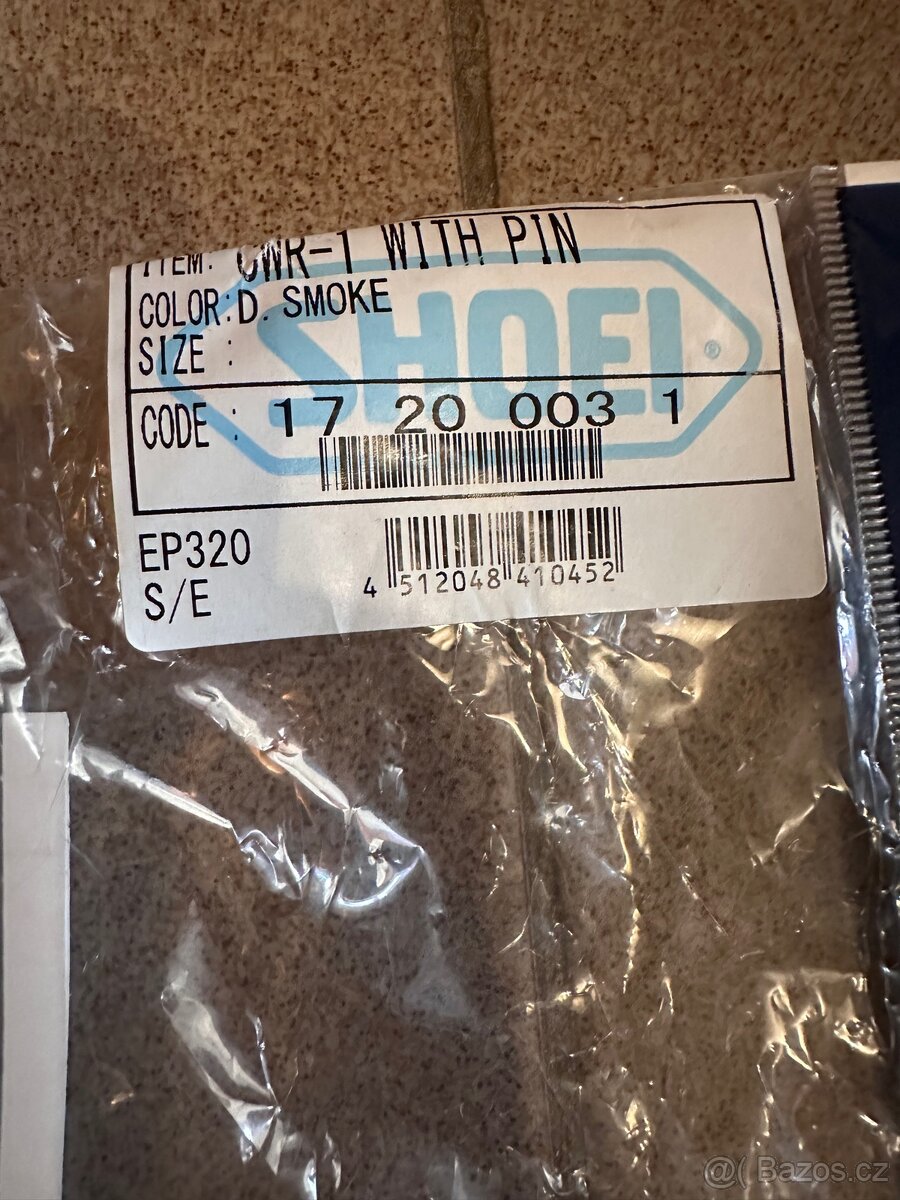 ITEM: CWR-1 WITH PIN
COLOR:D. SMOKE
SIZE :
SHOEI®
CODE : 17 20 003 1
EP320
S/E
4 512048 410452
@( Bazos.cz